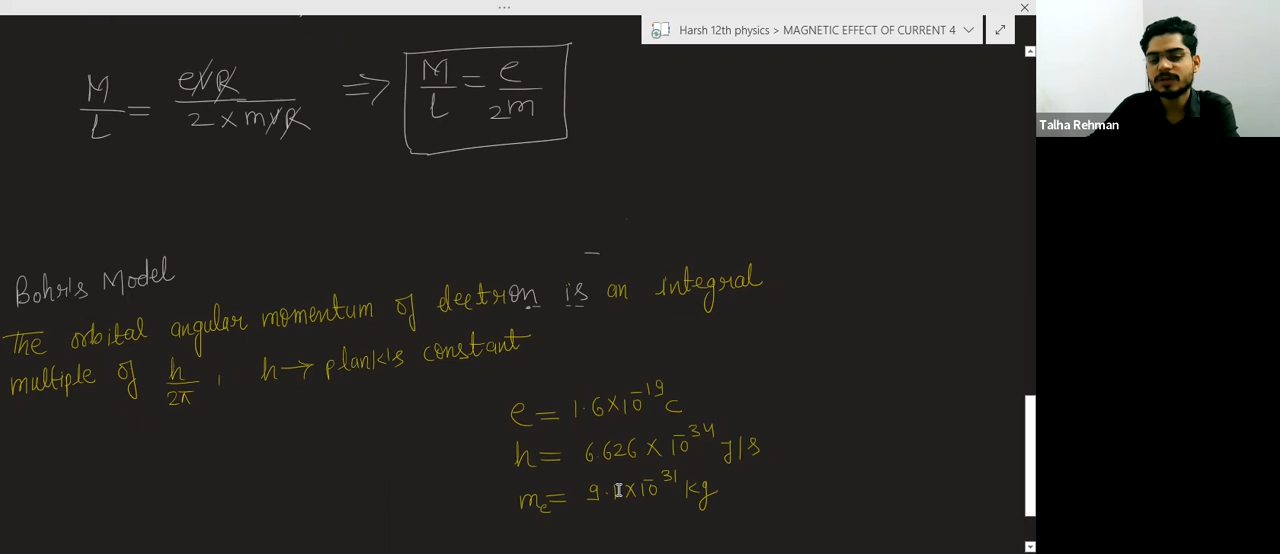 Harsh 12th physics > MAGNETIC EFFECT OF CURRENT 4
Talha Rehman
M/L = evR/2×mvR ⇒ M/L = e/2m
Bohr's Model
The orbital angular momentum of electron is an integral
multiple of h/2π, h → plank's constant
e = 1.6×10⁻¹⁹ C
h = 6.626 × 10⁻³⁴ J/s
mₑ = 9.1×10⁻³¹ kg